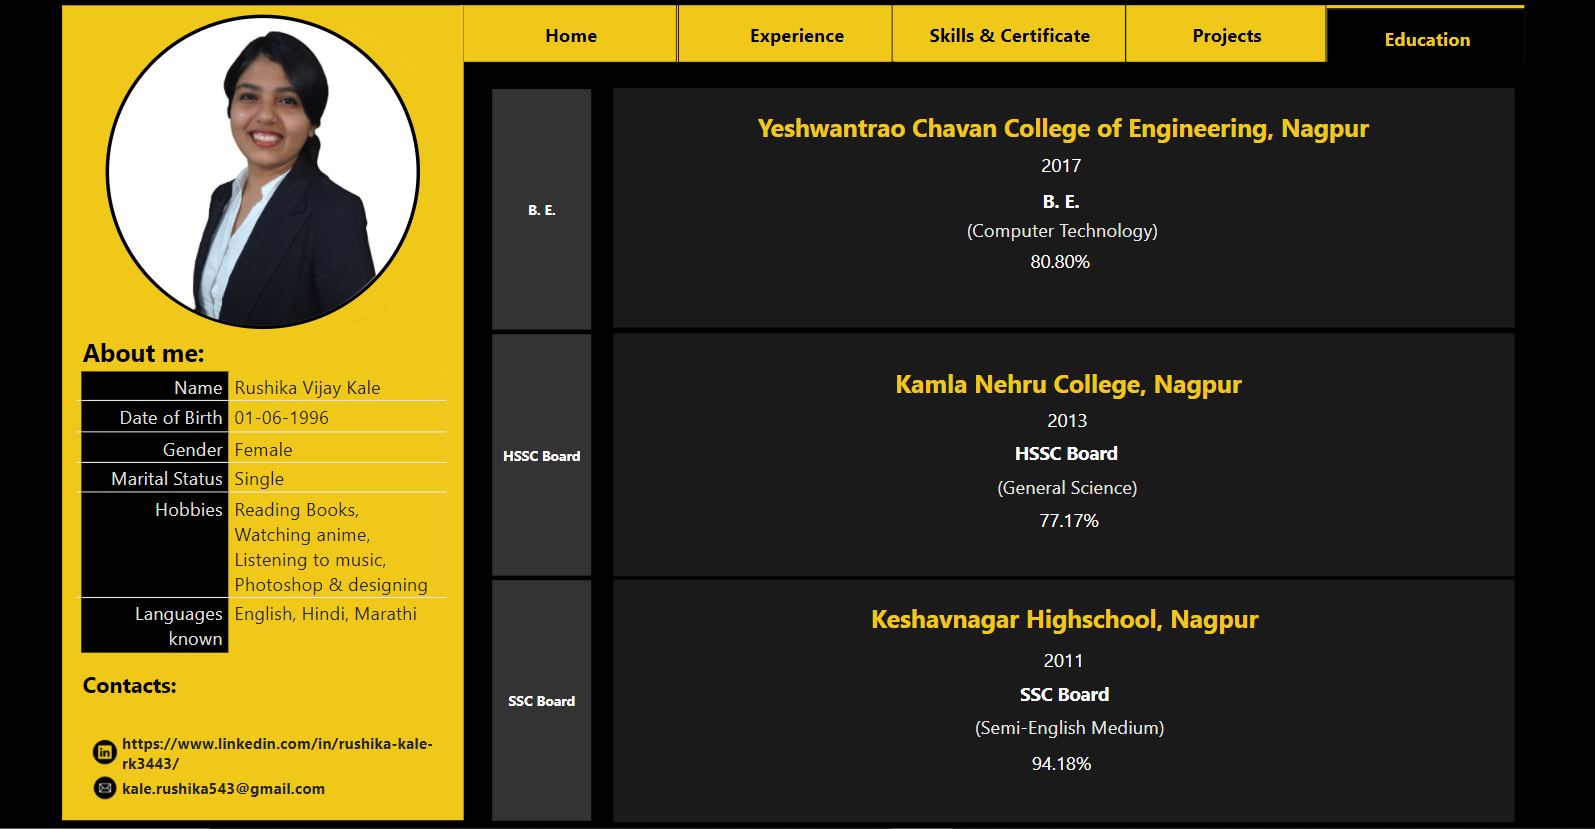 Home
Experience
Skills & Certificate
Projects
Education
About me:
Name Rushika Vijay Kale
Date of Birth 01-06-1996
Gender Female
Marital Status Single
Hobbies Reading Books,
Watching anime,
Listening to music,
Photoshop & designing
Languages English, Hindi, Marathi
known
Contacts:
https://www.linkedin.com/in/rushika-kale-
rk3443/
kale.rushika543@gmail.com
B. E.
Yeshwantrao Chavan College of Engineering, Nagpur
2017
B. E.
(Computer Technology)
80.80%
HSSC Board
Kamla Nehru College, Nagpur
2013
HSSC Board
(General Science)
77.17%
SSC Board
Keshavnagar Highschool, Nagpur
2011
SSC Board
(Semi-English Medium)
94.18%